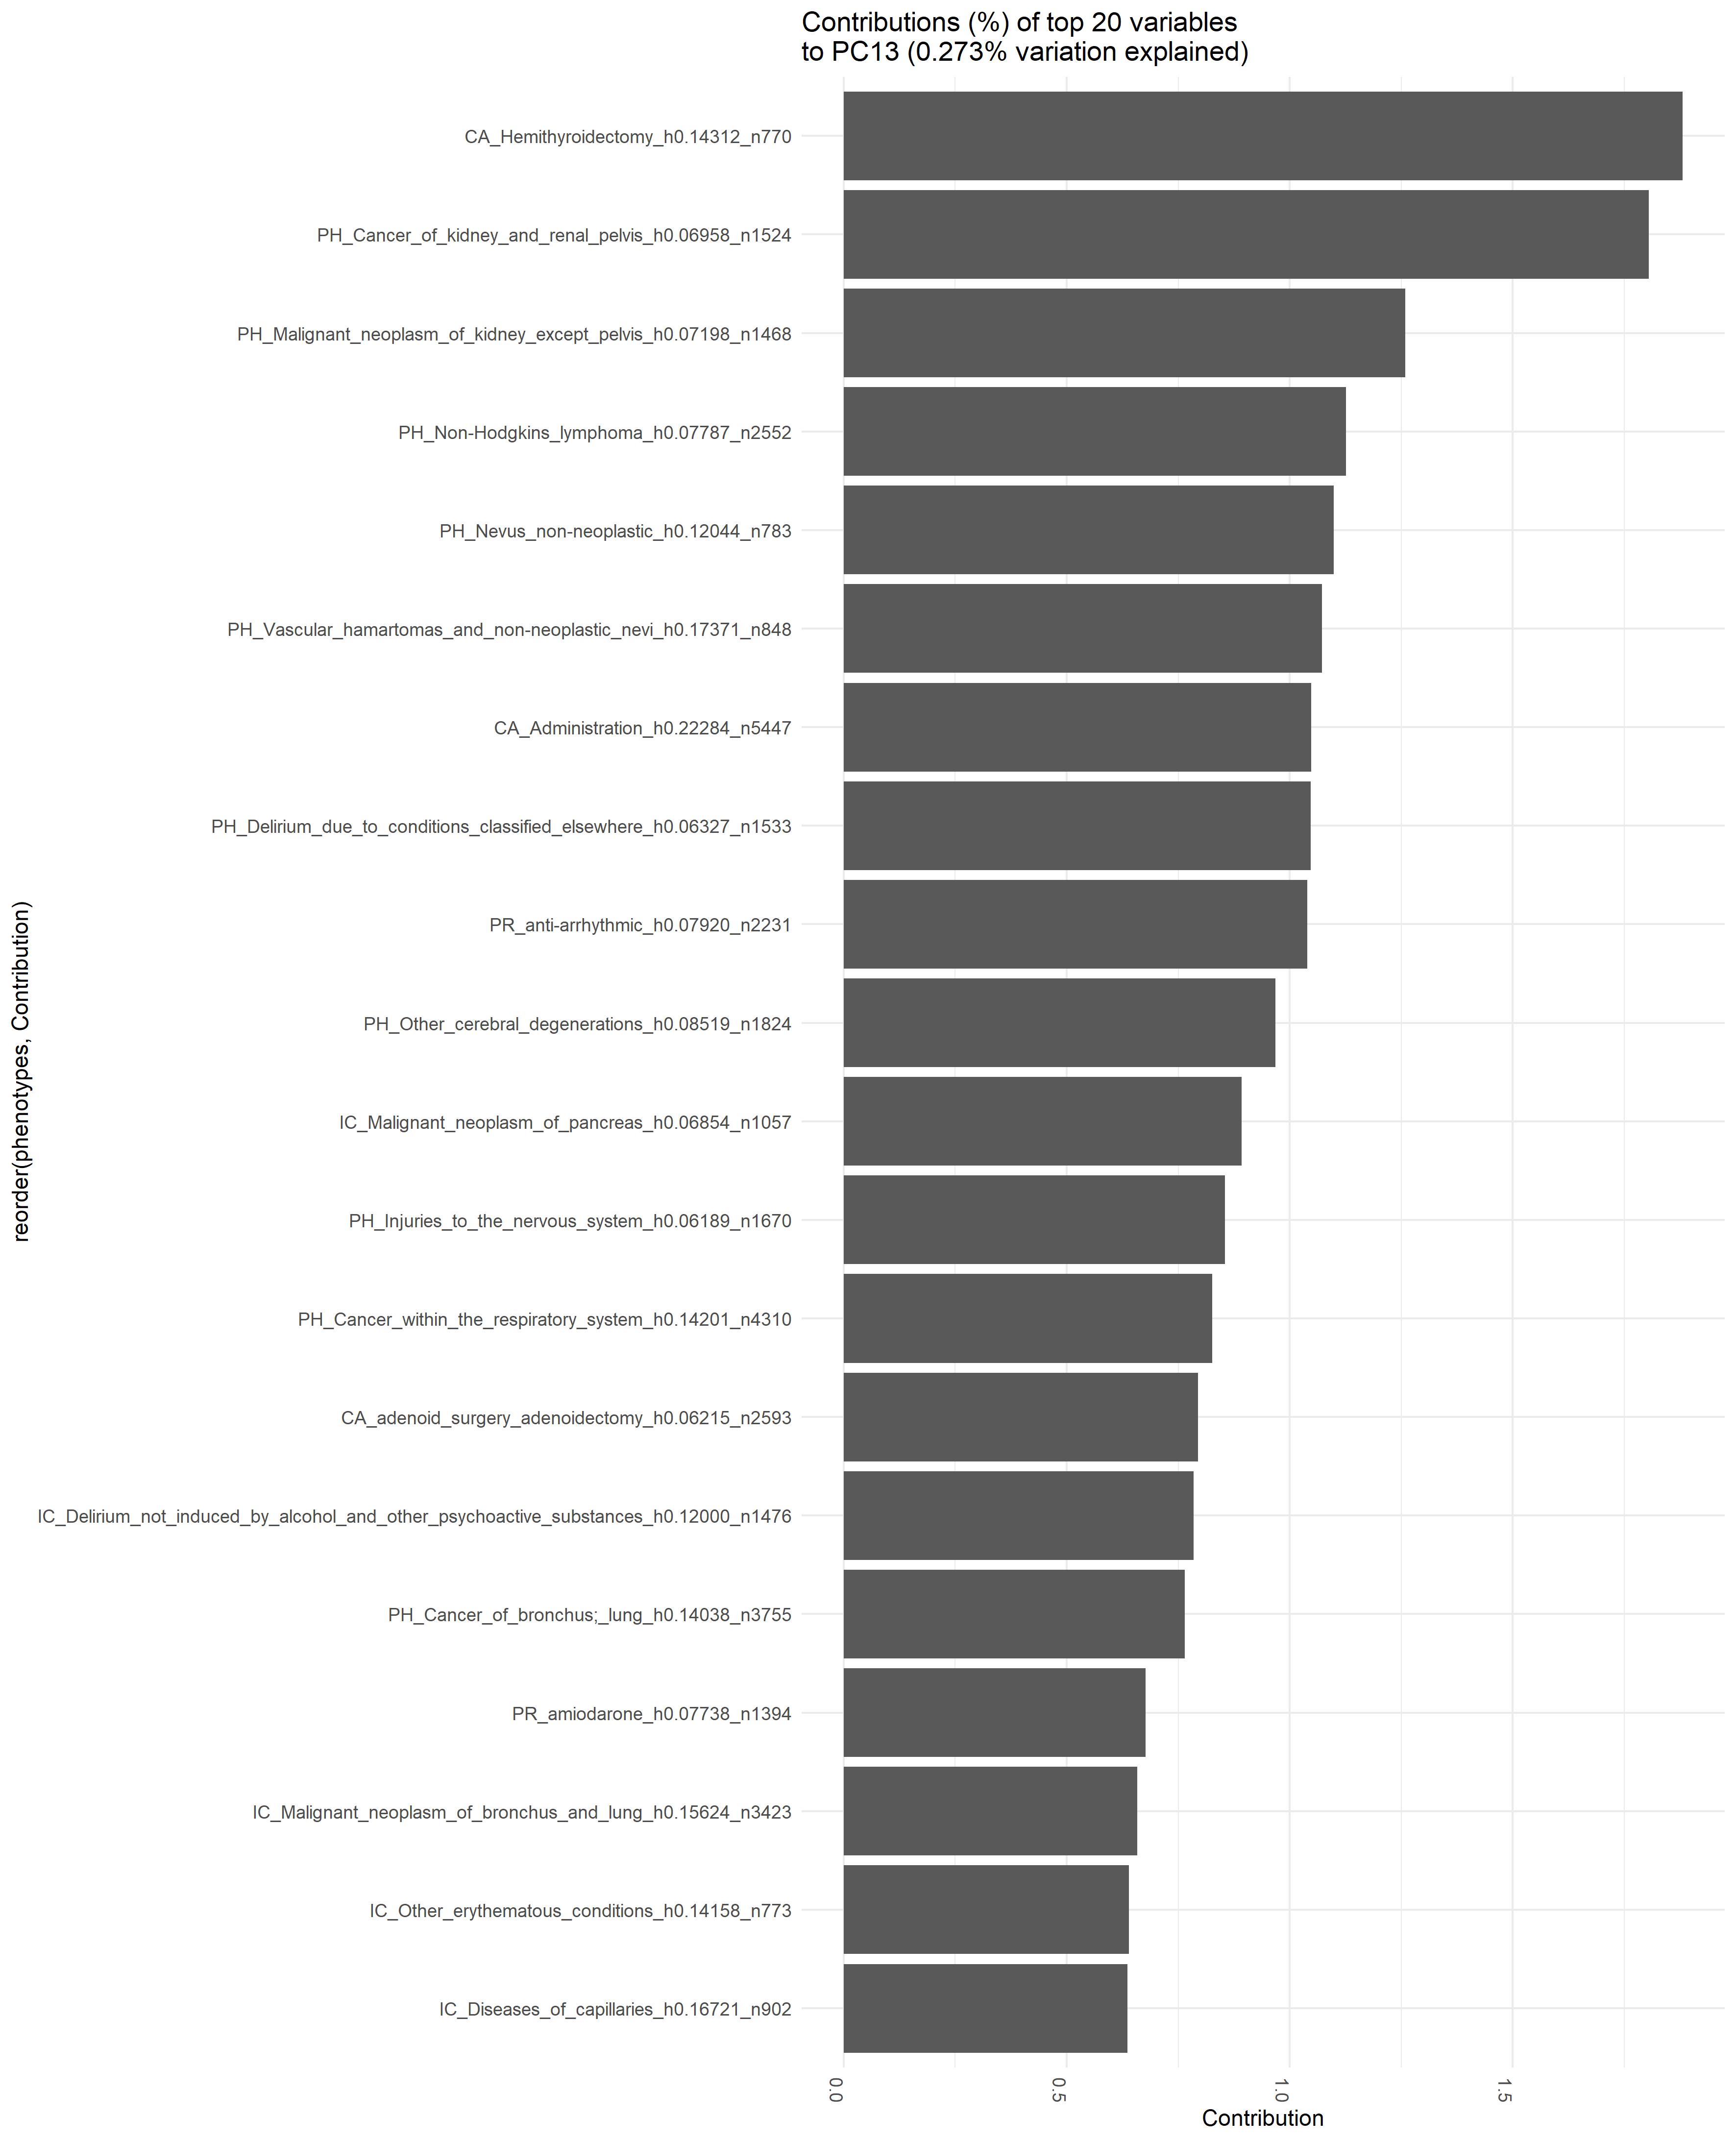 Contributions (%) of top 20 variables
to PC13 (0.273% variation explained)
CA_Hemithyroidectomy_h0.14312_n770
PH_Cancer_of_kidney_and_renal_pelvis_h0.06958_n1524
PH_Malignant_neoplasm_of_kidney_except_pelvis_h0.07198_n1468
PH_Non-Hodgkins_lymphoma_h0.07787_n2552
PH_Nevus_non-neoplastic_h0.12044_n783
PH_Vascular_hamartomas_and_non-neoplastic_nevi_h0.17371_n848
CA_Administration_h0.22284_n5447
PH_Delirium_due_to_conditions_classified_elsewhere_h0.06327_n1533
PR_anti-arrhythmic_h0.07920_n2231
PH_Other_cerebral_degenerations_h0.08519_n1824
IC_Malignant_neoplasm_of_pancreas_h0.06854_n1057
PH_Injuries_to_the_nervous_system_h0.06189_n1670
PH_Cancer_within_the_respiratory_system_h0.14201_n4310
CA_adenoid_surgery_adenoidectomy_h0.06215_n2593
IC_Delirium_not_induced_by_alcohol_and_other_psychoactive_substances_h0.12000_n1476
PH_Cancer_of_bronchus;_lung_h0.14038_n3755
PR_amiodarone_h0.07738_n1394
IC_Malignant_neoplasm_of_bronchus_and_lung_h0.15624_n3423
IC_Other_erythematous_conditions_h0.14158_n773
IC_Diseases_of_capillaries_h0.16721_n902
reorder(phenotypes, Contribution)
0.0
0.5
1.0
1.5
Contribution